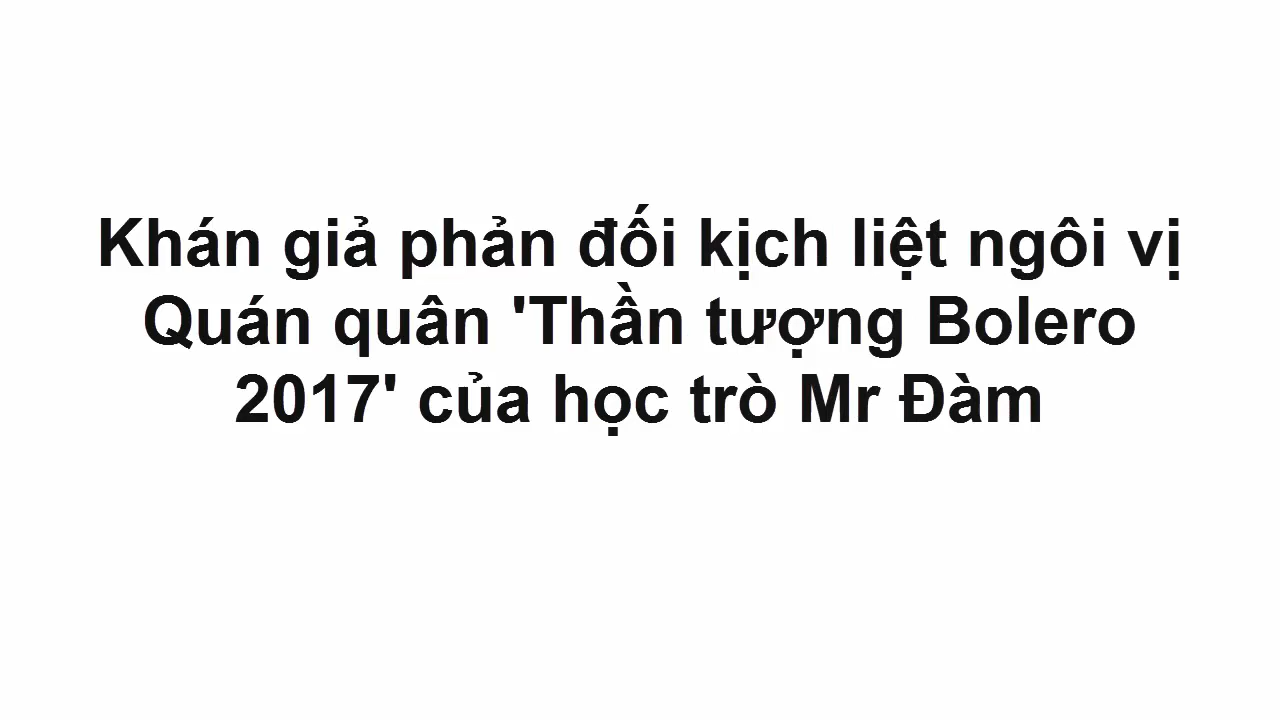 Khán giả phản đối kịch liệt ngôi vị
Quán quân 'Thần tượng Bolero
2017' của học trò Mr Đàm